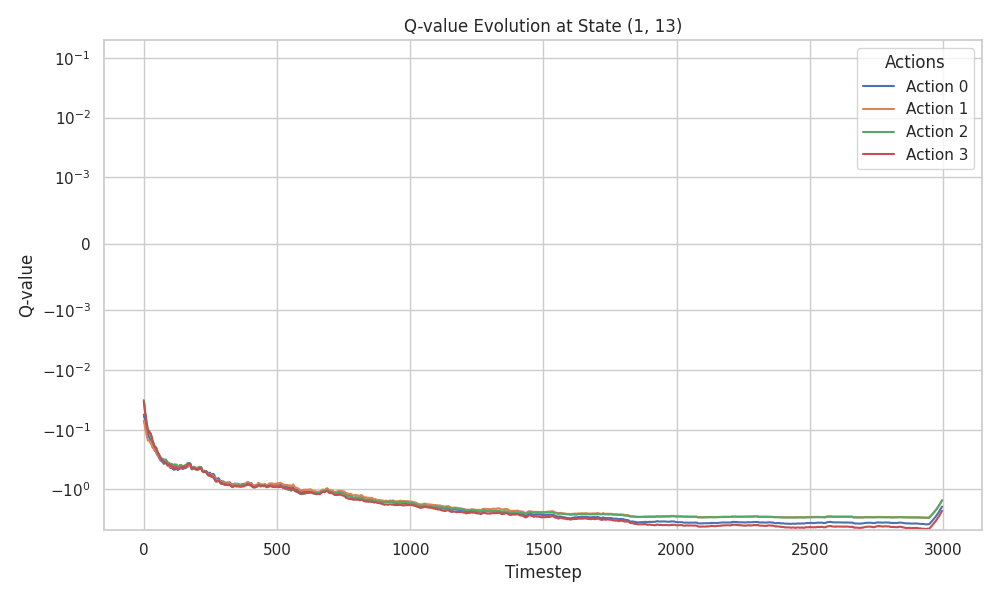 Q-value Evolution at State (1, 13)
Actions
Action 0
Action 1
Action 2
Action 3
10⁻¹
10⁻²
10⁻³
0
−10⁻³
−10⁻²
−10⁻¹
−10⁰
Q-value
0 500 1000 1500 2000 2500 3000
Timestep